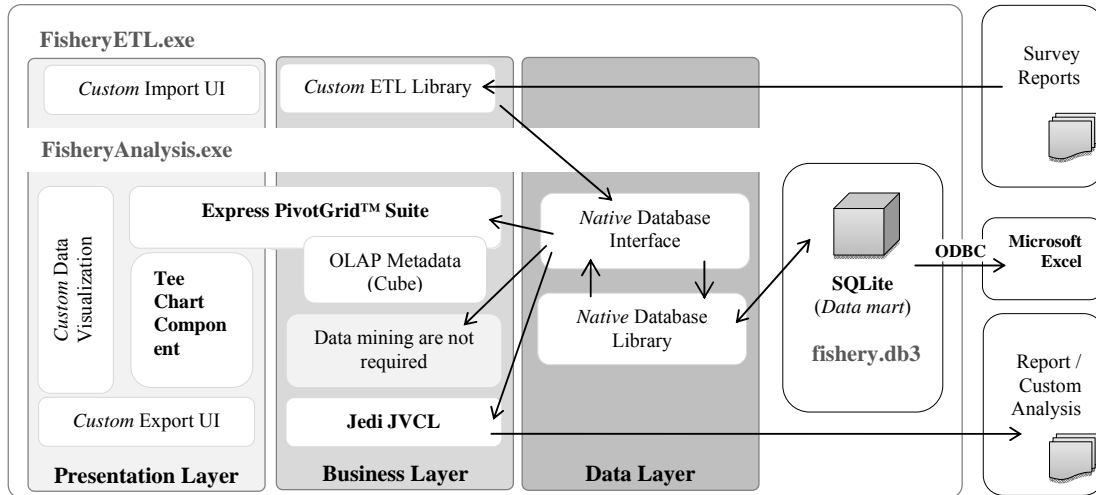 FisheryETL.exe
Custom Import UI
Custom ETL Library
Survey
Reports
FisheryAnalysis.exe
Custom Data
Visualization
Express PivotGrid™ Suite
Tee
Chart
Compon
ent
OLAP Metadata
(Cube)
Data mining are not
required
Native Database
Interface
Native Database
Library
SQLite
(Data mart)
fishery.db3
ODBC
Microsoft
Excel
Custom Export UI
Jedi JVCL
Report /
Custom
Analysis
Presentation Layer
Business Layer
Data Layer